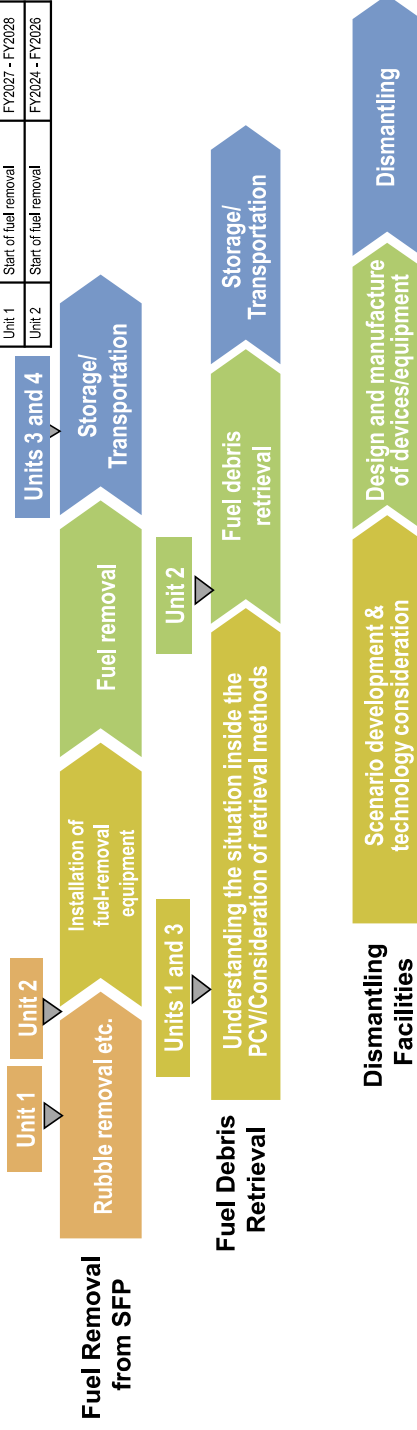 Unit 1 Start of fuel removal FY2027 - FY2028
Unit 2 Start of fuel removal FY2024 - FY2026
Unit 1
Unit 2
Units 3 and 4
Fuel Removal
from SFP
Rubble removal etc.
Installation of
fuel-removal
equipment
Fuel removal
Storage/
Transportation
Units 1 and 3
Unit 2
Fuel Debris
Retrieval
Understanding the situation inside the
PCV/Consideration of retrieval methods
Fuel debris
retrieval
Storage/
Transportation
Dismantling
Facilities
Scenario development &
technology consideration
Design and manufacture
of devices/equipment
Dismantling